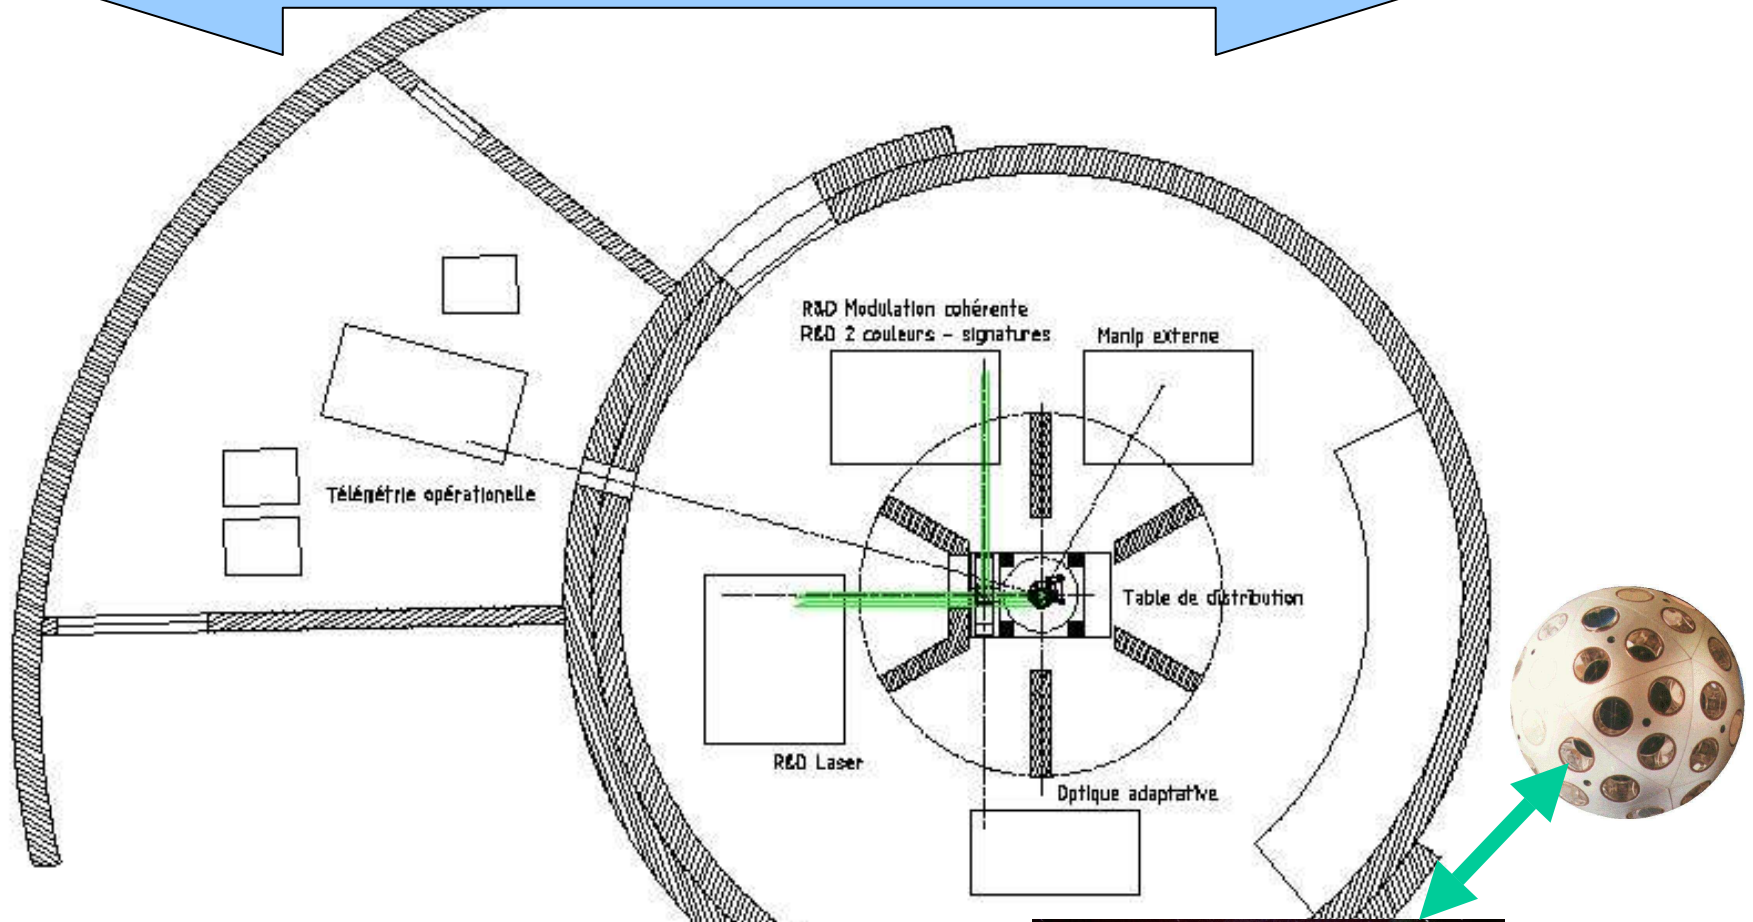 R&D Modulation cohérente
R&D 2 couleurs - signatures
Manip externe
Télémétrie opérationelle
Table de distribution
R&D Laser
Optique adaptative